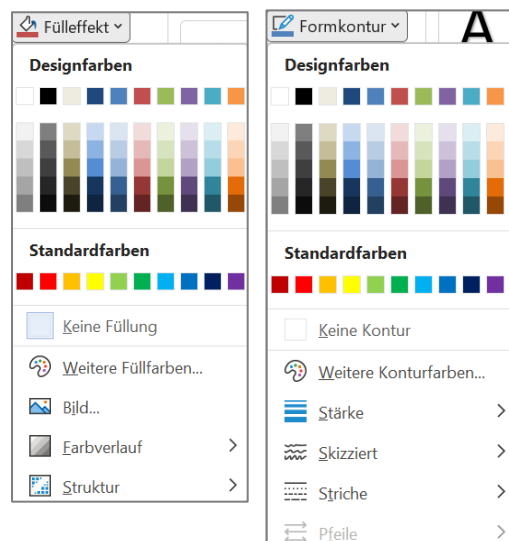 Fülleffekt
Designfarben
Standardfarben
Keine Füllung
Weitere Füllfarben...
Bild...
Farbverlauf
Struktur
Formkontur
A
Designfarben
Standardfarben
Keine Kontur
Weitere Konturfarben...
Stärke
Skizziert
Striche
Pfeile